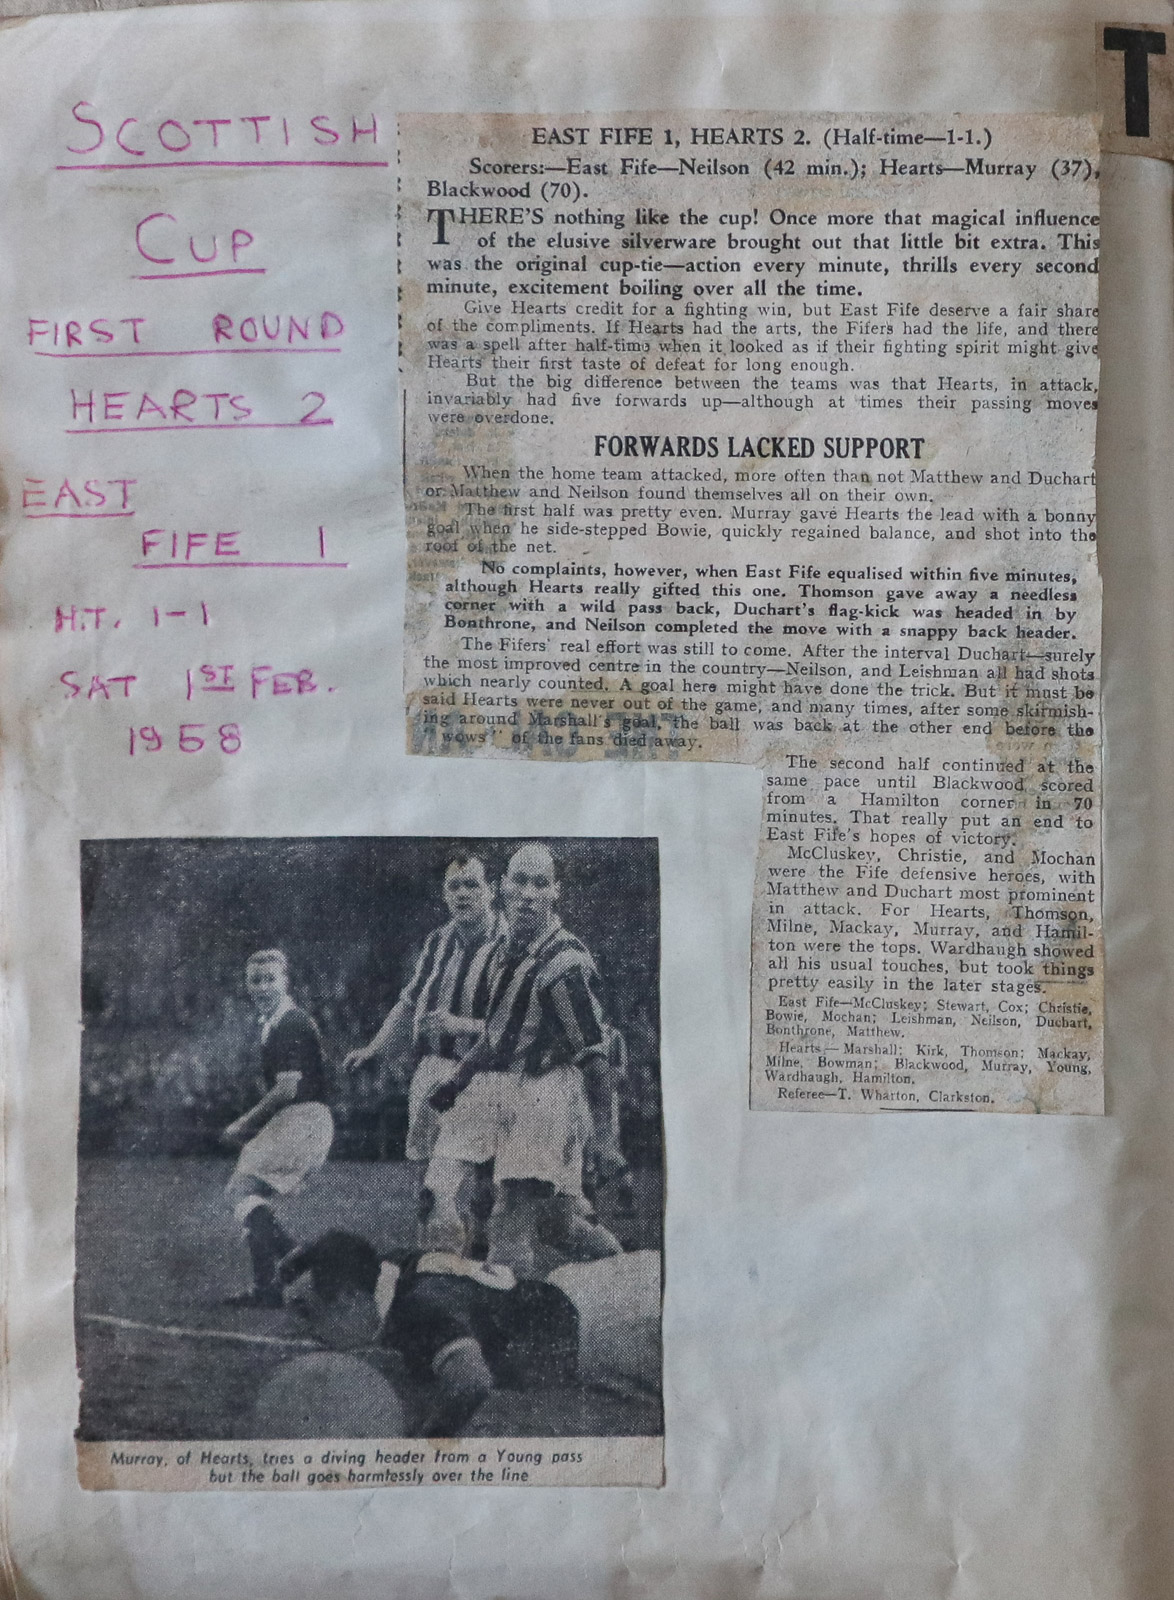 SCOTTISH
CUP
FIRST ROUND
HEARTS 2
EAST
FIFE 1
H.T. 1-1
SAT 1ST FEB.
1958
T
EAST FIFE 1, HEARTS 2. (Half-time—1-1.)
Scorers:—East Fife—Neilson (42 min.); Hearts—Murray (37),
Blackwood (70).
THERE'S nothing like the cup! Once more that magical influence
of the elusive silverware brought out that little bit extra. This
was the original cup-tie—action every minute, thrills every second
minute, excitement boiling over all the time.
Give Hearts credit for a fighting win, but East Fife deserve a fair share
of the compliments. If Hearts had the arts, the Fifers had the life, and there
was a spell after half-time when it looked as if their fighting spirit might give
Hearts their first taste of defeat for long enough.
But the big difference between the teams was that Hearts, in attack,
invariably had five forwards up—although at times their passing moves
were overdone.
FORWARDS LACKED SUPPORT
When the home team attacked, more often than not Matthew and Duchart
or Matthew and Neilson found themselves all on their own.
The first half was pretty even. Murray gave Hearts the lead with a bonny
goal when he side-stepped Bowie, quickly regained balance, and shot into the
roof of the net.
No complaints, however, when East Fife equalised within five minutes,
although Hearts really gifted this one. Thomson gave away a needless
corner with a wild pass back, Duchart's flag-kick was headed in by
Bonthrone, and Neilson completed the move with a snappy back header.
The Fifers' real effort was still to come. After the interval Duchart—surely
the most improved centre in the country—Neilson, and Leishman all had shots
which nearly counted. A goal here might have done the trick. But it must be
said Hearts were never out of the game, and many times, after some skirmish-
ing around Marshall's goal, the ball was back at the other end before the
"wows" of the fans died away.
The second half continued at the
same pace until Blackwood scored
from a Hamilton corner in 70
minutes. That really put an end to
East Fife's hopes of victory.
McCluskey, Christie, and Mochan
were the Fife defensive heroes, with
Matthew and Duchart most prominent
in attack. For Hearts, Thomson,
Milne, Mackay, Murray, and Hamil-
ton were the tops. Wardhaugh showed
all his usual touches, but took things
pretty easily in the later stages.
East Fife—McCluskey; Stewart, Cox; Christie,
Bowie, Mochan; Leishman, Neilson, Duchart,
Bonthrone, Matthew.
Hearts — Marshall; Kirk, Thomson; Mackay,
Milne, Bowman; Blackwood, Murray, Young,
Wardhaugh, Hamilton.
Referee—T. Wharton, Clarkston.
Murray, of Hearts, tries a diving header from a Young pass
but the ball goes harmlessly over the line